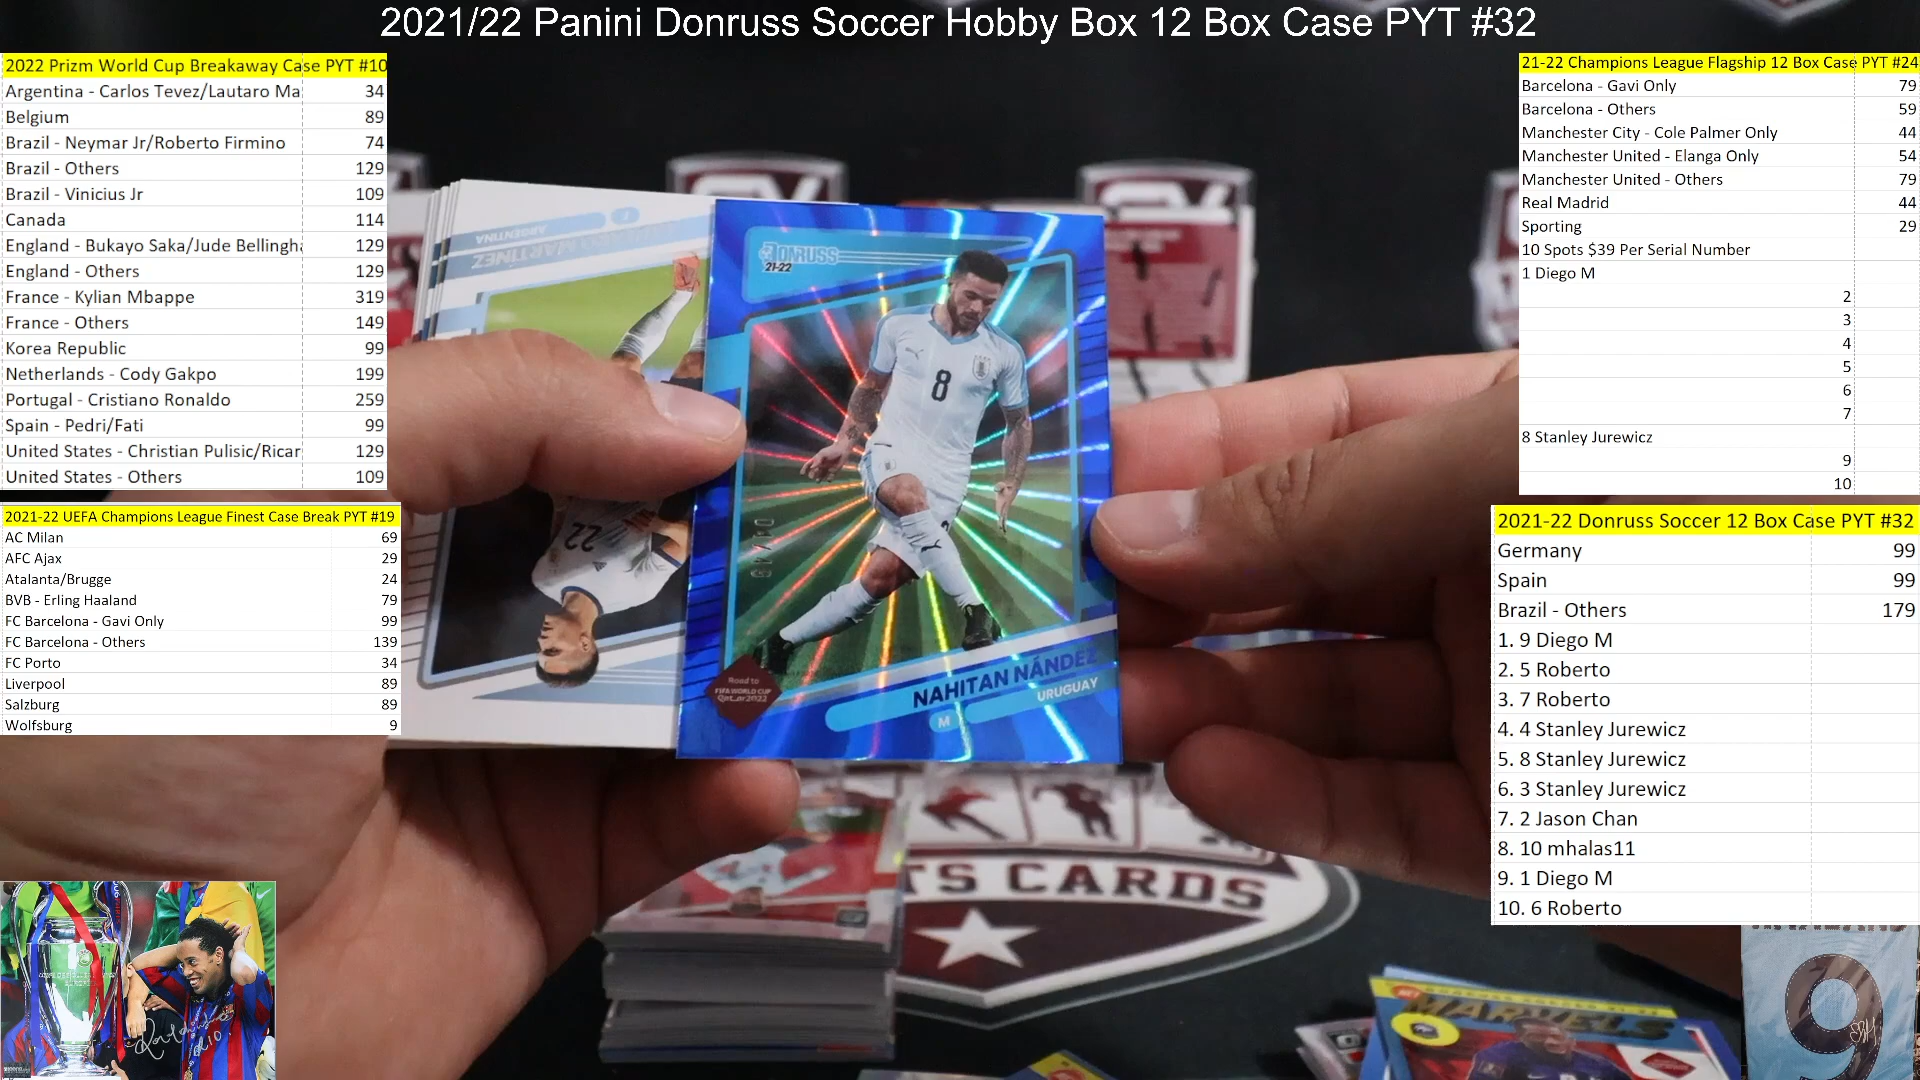 2021/22 Panini Donruss Soccer Hobby Box 12 Box Case PYT #32
2022 Prizm World Cup Breakaway Case PYT #10
Argentina - Carlos Tevez/Lautaro Ma 34
Belgium 89
Brazil - Neymar Jr/Roberto Firmino 74
Brazil - Others 129
Brazil - Vinicius Jr 109
Canada 114
England - Bukayo Saka/Jude Bellingha 129
England - Others 129
France - Kylian Mbappe 319
France - Others 149
Korea Republic 99
Netherlands - Cody Gakpo 199
Portugal - Cristiano Ronaldo 259
Spain - Pedri/Fati 99
United States - Christian Pulisic/Ricar 129
United States - Others 109
2021-22 UEFA Champions League Finest Case Break PYT #19
AC Milan 69
AFC Ajax 29
Atalanta/Brugge 24
BVB - Erling Haaland 79
FC Barcelona - Gavi Only 99
FC Barcelona - Others 139
FC Porto 34
Liverpool 89
Salzburg 89
Wolfsburg 9
ARGENTINA
MARTÍNEZ
22
DONRUSS
21-22
8
Road to
FIFA WORLD CUP
Qatar2022
NAHITAN NÁNDEZ
URUGUAY
M
TS CARDS
MARVELS
21-22 Champions League Flagship 12 Box Case PYT #24
Barcelona - Gavi Only 79
Barcelona - Others 59
Manchester City - Cole Palmer Only 44
Manchester United - Elanga Only 54
Manchester United - Others 79
Real Madrid 44
Sporting 29
10 Spots $39 Per Serial Number
1 Diego M
2
3
4
5
6
7
8 Stanley Jurewicz
9
10
2021-22 Donruss Soccer 12 Box Case PYT #32
Germany 99
Spain 99
Brazil - Others 179
1. 9 Diego M
2. 5 Roberto
3. 7 Roberto
4. 4 Stanley Jurewicz
5. 8 Stanley Jurewicz
6. 3 Stanley Jurewicz
7. 2 Jason Chan
8. 10 mhalas11
9. 1 Diego M
10. 6 Roberto
9